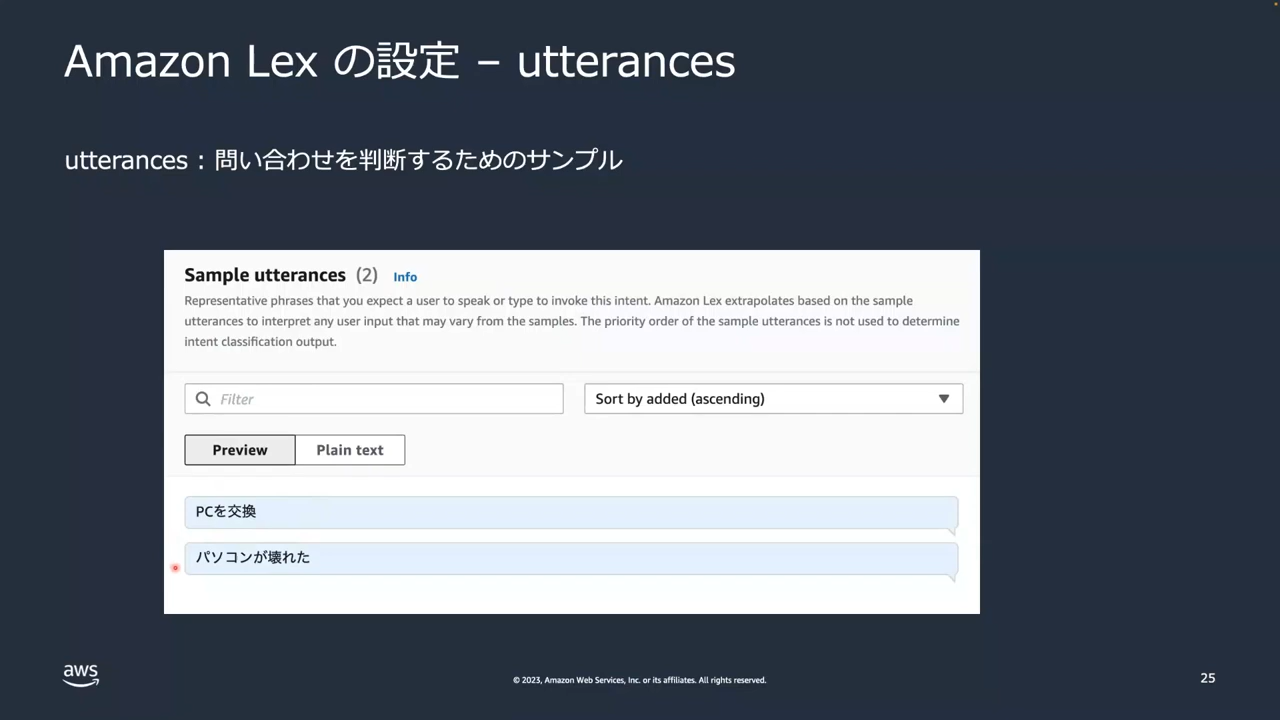 Amazon Lex の設定 – utterances
utterances : 問い合わせを判断するためのサンプル
Sample utterances (2) Info
Representative phrases that you expect a user to speak or type to invoke this intent. Amazon Lex extrapolates based on the sample
utterances to interpret any user input that may vary from the samples. The priority order of the sample utterances is not used to determine
intent classification output.
Filter
Sort by added (ascending)
Preview
Plain text
PCを交換
パソコンが壊れた
aws
© 2023, Amazon Web Services, Inc. or its affiliates. All rights reserved.
25